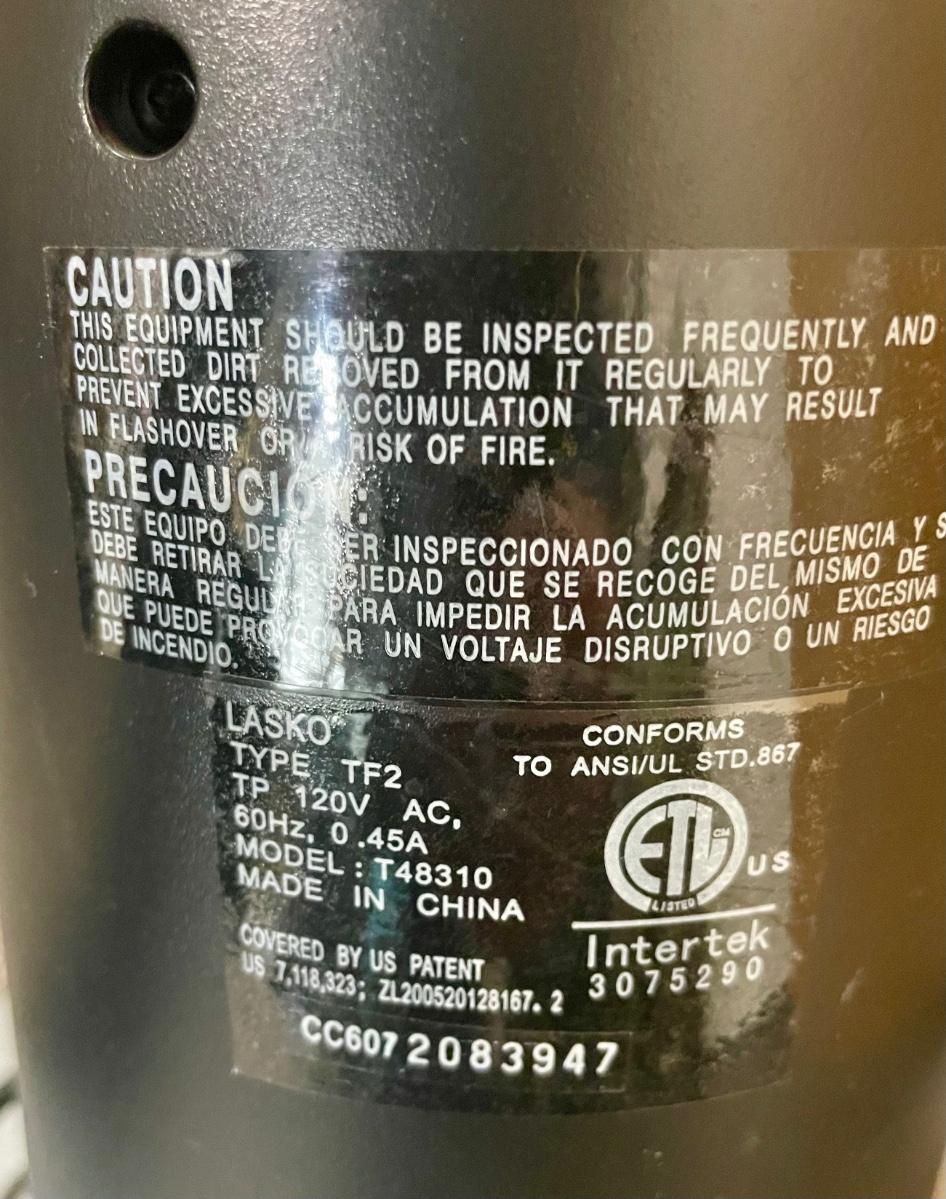 CAUTION
THIS EQUIPMENT SHOULD BE INSPECTED FREQUENTLY AND
COLLECTED DIRT REMOVED FROM IT REGULARLY TO
PREVENT EXCESSIVE ACCUMULATION THAT MAY RESULT
IN FLASHOVER OR A RISK OF FIRE.
PRECAUCION:
ESTE EQUIPO DEBE SER INSPECCIONADO CON FRECUENCIA Y S
DEBE RETIRAR LA SUCIEDAD QUE SE RECOGE DEL MISMO DE
MANERA REGULAR PARA IMPEDIR LA ACUMULACIÓN EXCESIVA
QUE PUEDE PROVOCAR UN VOLTAJE DISRUPTIVO O UN RIESGO
DE INCENDIO.
LASKO
TYPE TF2
TP 120V AC,
60Hz, 0.45A
MODEL: T48310
MADE IN CHINA
COVERED BY US PATENT
US 7,118,323; ZL200520128167.2
CONFORMS
TO ANSI/UL STD.867
ETL CM
LISTED
US
Intertek
3075290
CC607 2083947